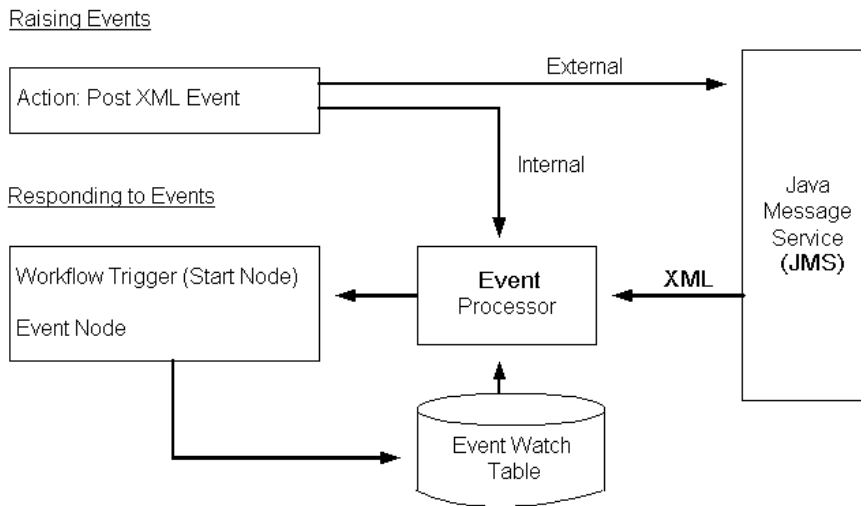 Raising Events
External
Action: Post XML Event
Internal
Responding to Events
Java
Message
Service
(JMS)
Workflow Trigger (Start Node)
Event Node
Event
Processor
XML
Event Watch
Table